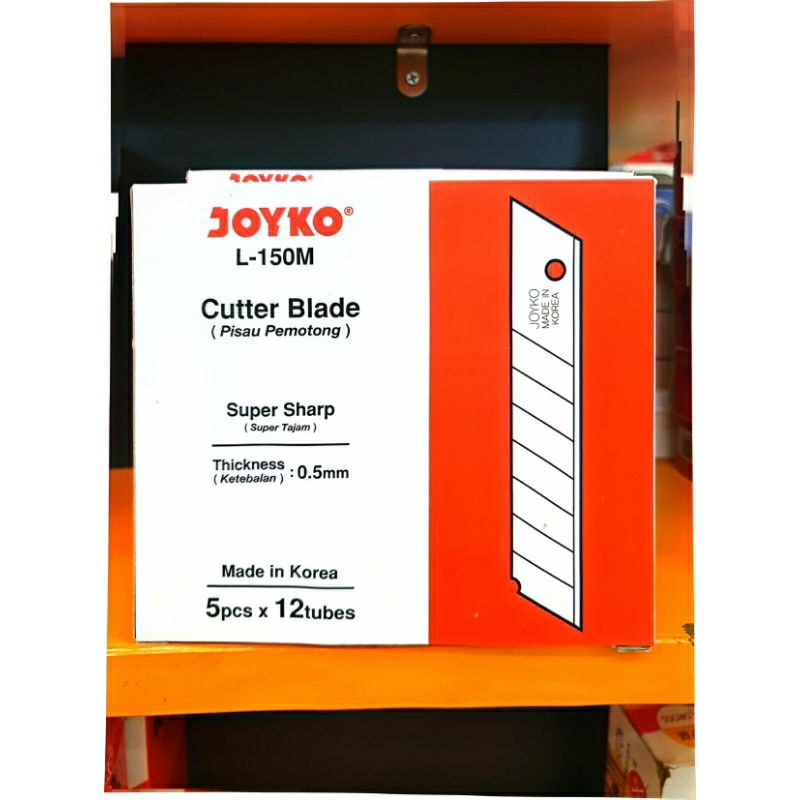 JOYKO
JOYKO®
L-150M
Cutter Blade
( Pisau Pemotong )
Super Sharp
( Super Tajam )
Thickness : 0.5mm
( Ketebalan )
Made in Korea
5pcs x 12tubes
JOYKO
MADE IN
KOREA